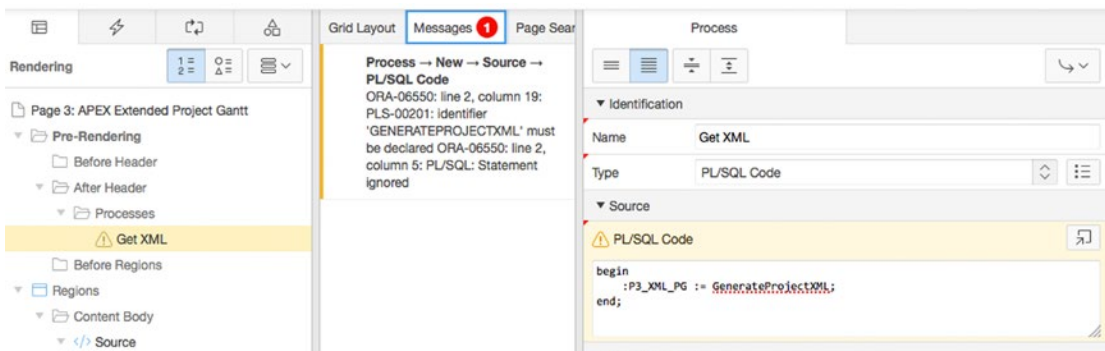 Grid Layout Messages 1 Page Sear
Process
Rendering
Page 3: APEX Extended Project Gantt
Pre-Rendering
Before Header
After Header
Processes
Get XML
Before Regions
Regions
Content Body
Source
Process → New → Source →
PL/SQL Code
ORA-06550: line 2, column 19:
PLS-00201: identifier
'GENERATEPROJECTXML' must
be declared ORA-06550: line 2,
column 5: PL/SQL: Statement
ignored
Identification
Name Get XML
Type PL/SQL Code
Source
PL/SQL Code
begin
:P3_XML_PG := GenerateProjectXML;
end;